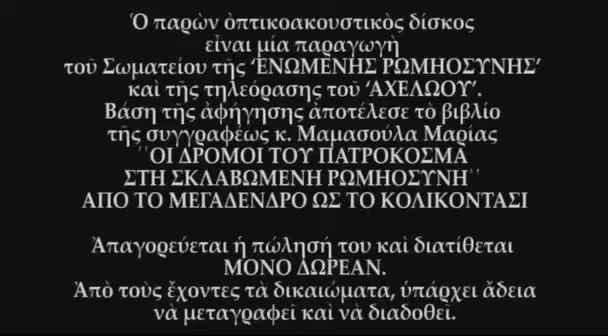 Ὁ παρὼν ὀπτικοακουστικὸς δίσκος
εἶναι μία παραγωγὴ
τοῦ Σωματείου τῆς ‘ΕΝΩΜΕΝΗΣ ΡΩΜΗΟΣΥΝΗΣ’
καὶ τῆς τηλεόρασης τοῦ ‘ΑΧΕΛΩΟΥ’.
Βάση τῆς ἀφήγησης ἀποτέλεσε τὸ βιβλίο
τῆς συγγραφέως κ. Μαμασούλα Μαρίας
''ΟΙ ΔΡΟΜΟΙ ΤΟΥ ΠΑΤΡΟΚΟΣΜΑ
ΣΤΗ ΣΚΛΑΒΩΜΕΝΗ ΡΩΜΗΟΣΥΝΗ''
ΑΠΟ ΤΟ ΜΕΓΑΔΕΝΔΡΟ ΩΣ ΤΟ ΚΟΛΙΚΟΝΤΑΣΙ
Ἀπαγορεύεται ἡ πώλησή του καὶ διατίθεται
ΜΟΝΟ ΔΩΡΕΑΝ.
Ἀπὸ τοὺς ἔχοντες τὰ δικαιώματα, ὑπάρχει ἄδεια
νὰ μεταγραφεῖ καὶ νὰ διαδοθεῖ.